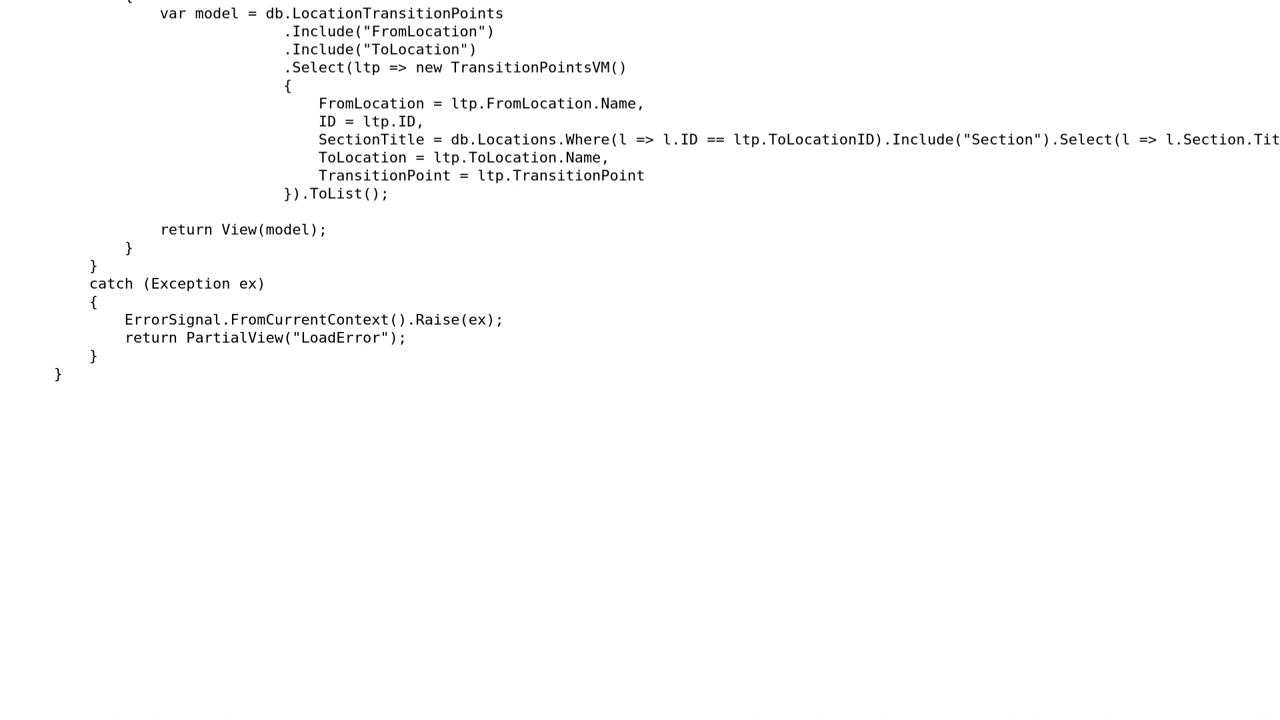 var model = db.LocationTransitionPoints
.Include("FromLocation")
.Include("ToLocation")
.Select(ltp => new TransitionPointsVM()
{
FromLocation = ltp.FromLocation.Name,
ID = ltp.ID,
SectionTitle = db.Locations.Where(l => l.ID == ltp.ToLocationID).Include("Section").Select(l => l.Section.Tit
ToLocation = ltp.ToLocation.Name,
TransitionPoint = ltp.TransitionPoint
}).ToList();
return View(model);
}
}
catch (Exception ex)
{
ErrorSignal.FromCurrentContext().Raise(ex);
return PartialView("LoadError");
}
}